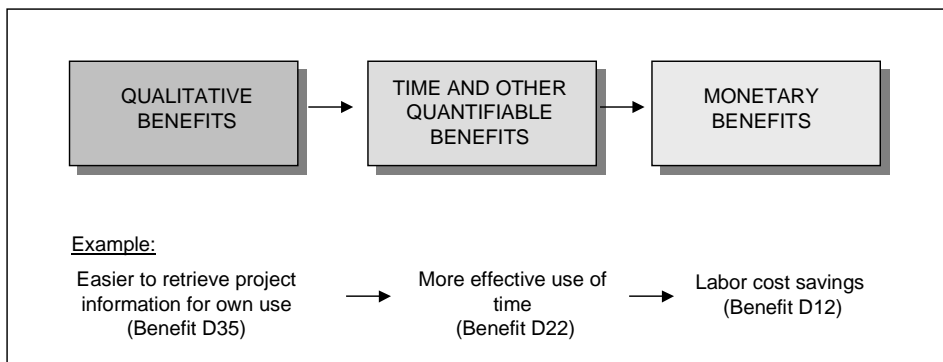 QUALITATIVE
BENEFITS
TIME AND OTHER
QUANTIFIABLE
BENEFITS
MONETARY
BENEFITS
Example:
Easier to retrieve project
information for own use
(Benefit D35)
More effective use of
time
(Benefit D22)
Labor cost savings
(Benefit D12)